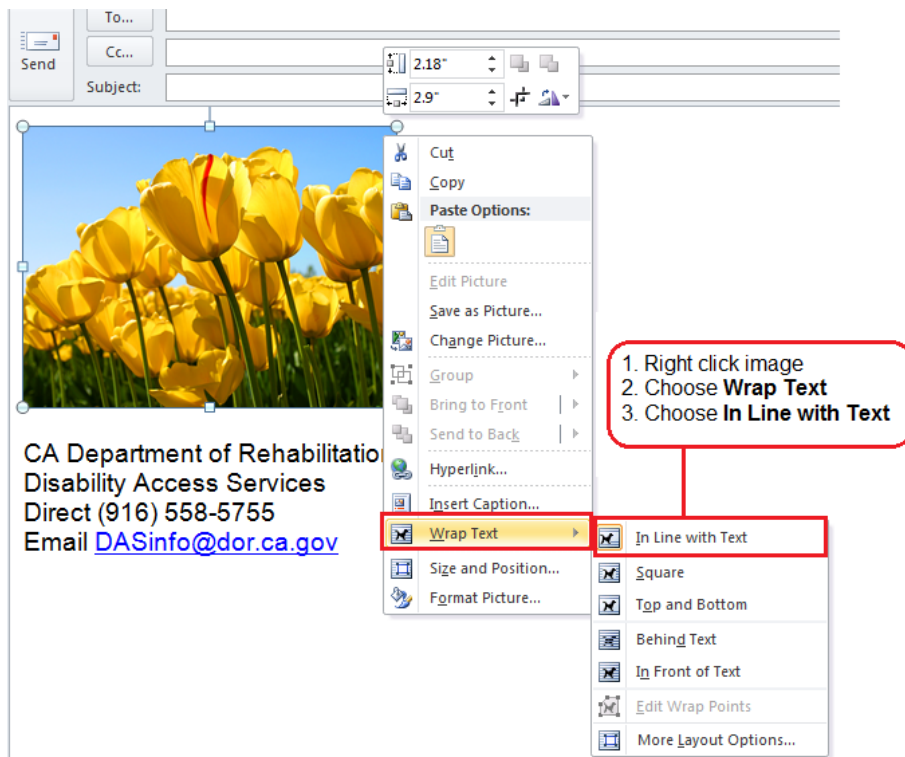 To...
Send
Cc...
Subject:
2.18"
2.9"
Cut
Copy
Paste Options:
Edit Picture
Save as Picture...
Change Picture...
Group
Bring to Front
Send to Back
Hyperlink...
Insert Caption...
Wrap Text
Size and Position...
Format Picture...
1. Right click image
2. Choose Wrap Text
3. Choose In Line with Text
In Line with Text
Square
Top and Bottom
Behind Text
In Front of Text
Edit Wrap Points
More Layout Options...
CA Department of Rehabilitation
Disability Access Services
Direct (916) 558-5755
Email DASinfo@dor.ca.gov